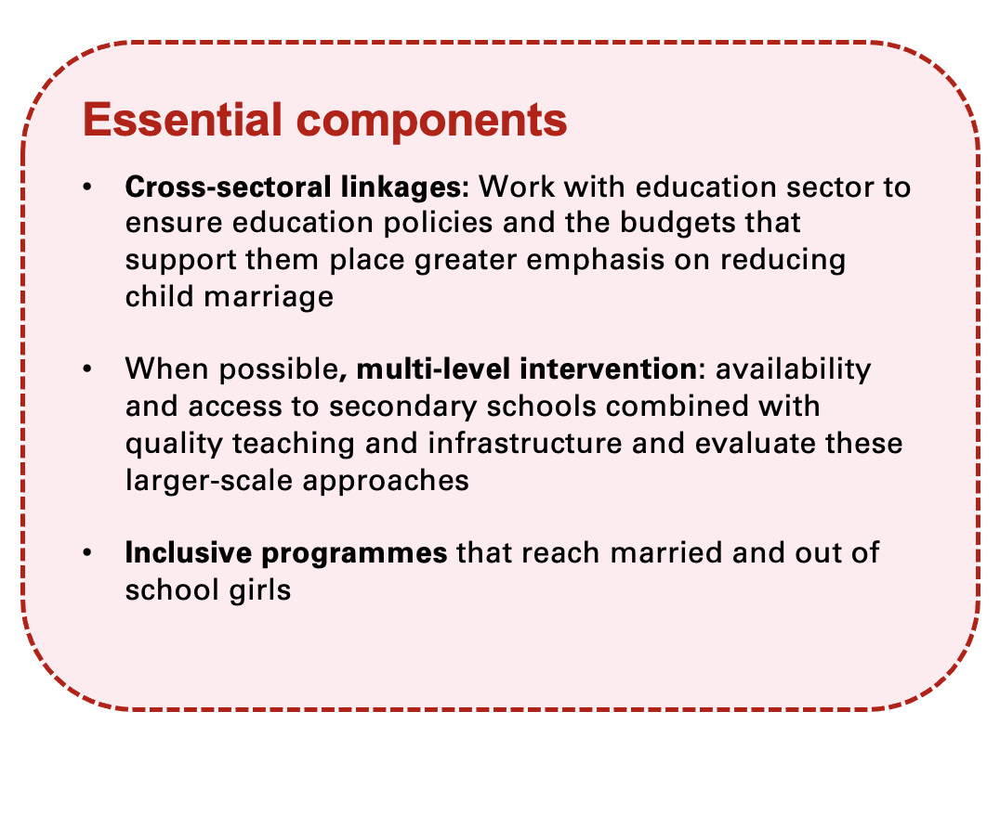 Essential components
• Cross-sectoral linkages: Work with education sector to
ensure education policies and the budgets that
support them place greater emphasis on reducing
child marriage
• When possible, multi-level intervention: availability
and access to secondary schools combined with
quality teaching and infrastructure and evaluate these
larger-scale approaches
• Inclusive programmes that reach married and out of
school girls